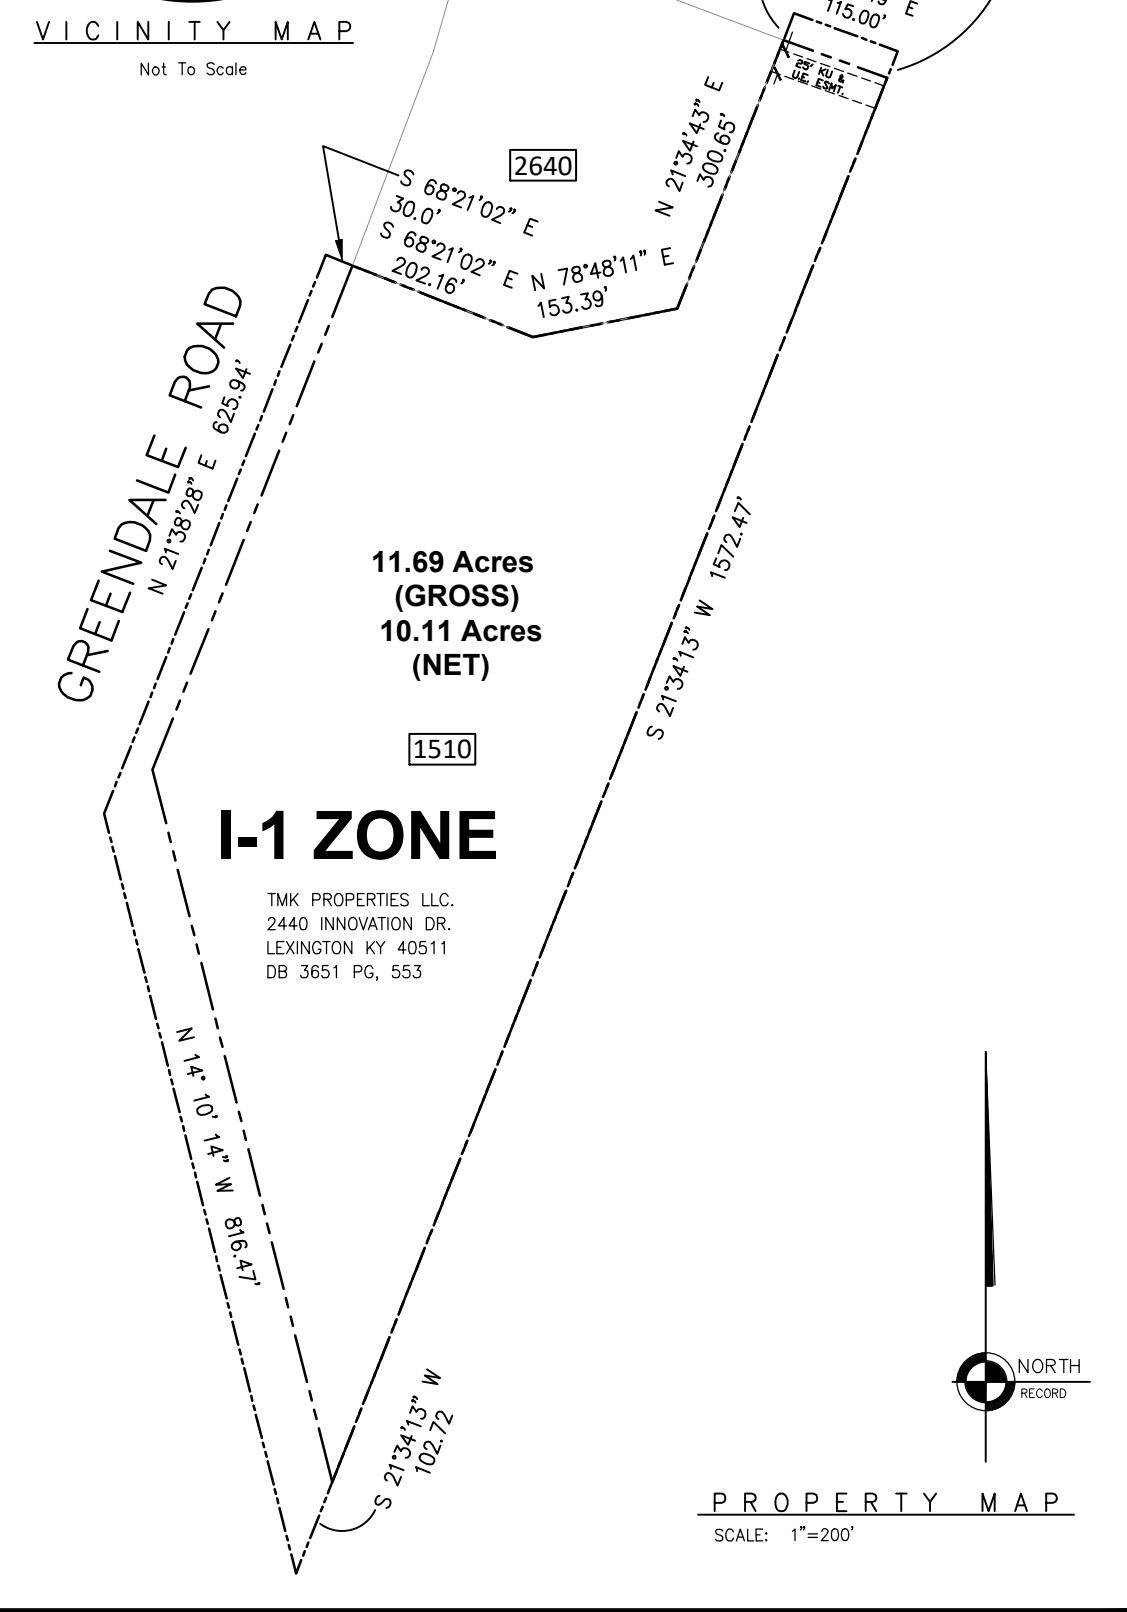 VICINITY MAP
Not To Scale
E
115.00'
25' KU &
U.E. ESMT.
N 21°34'43" E
300.65'
2640
S 68°21'02" E
30.0'
S 68°21'02" E
202.16'
N 78°48'11" E
153.39'
GREENDALE ROAD
N 21°38'28" E 625.94'
11.69 Acres
(GROSS)
10.11 Acres
(NET)
S 21°34'13" W 1572.47'
1510
I-1 ZONE
TMK PROPERTIES LLC.
2440 INNOVATION DR.
LEXINGTON KY 40511
DB 3651 PG, 553
N 14° 10' 14" W 816.47'
S 21°34'13" W
102.72
NORTH
RECORD
PROPERTY MAP
SCALE: 1"=200'